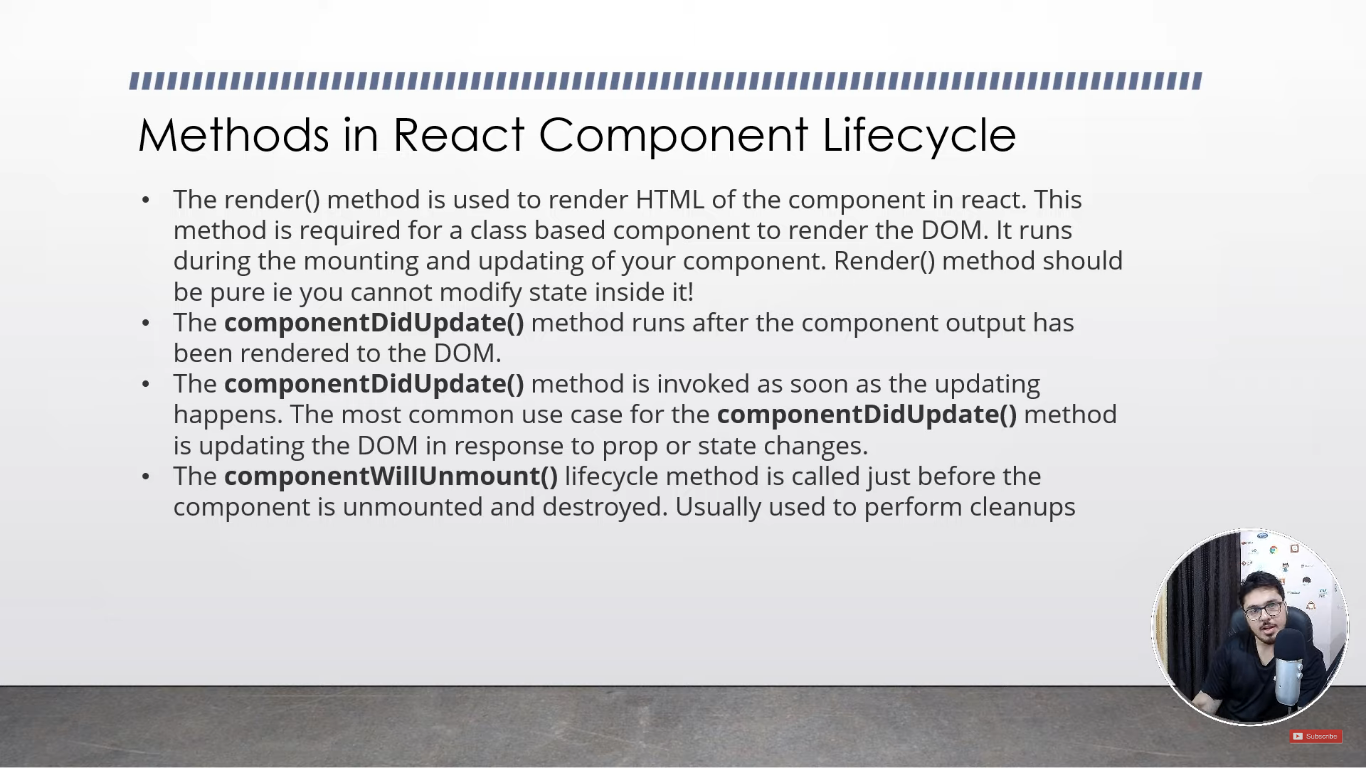 Methods in React Component Lifecycle
• The render() method is used to render HTML of the component in react. This
method is required for a class based component to render the DOM. It runs
during the mounting and updating of your component. Render() method should
be pure ie you cannot modify state inside it!
• The componentDidUpdate() method runs after the component output has
been rendered to the DOM.
• The componentDidUpdate() method is invoked as soon as the updating
happens. The most common use case for the componentDidUpdate() method
is updating the DOM in response to prop or state changes.
• The componentWillUnmount() lifecycle method is called just before the
component is unmounted and destroyed. Usually used to perform cleanups
Subscribe